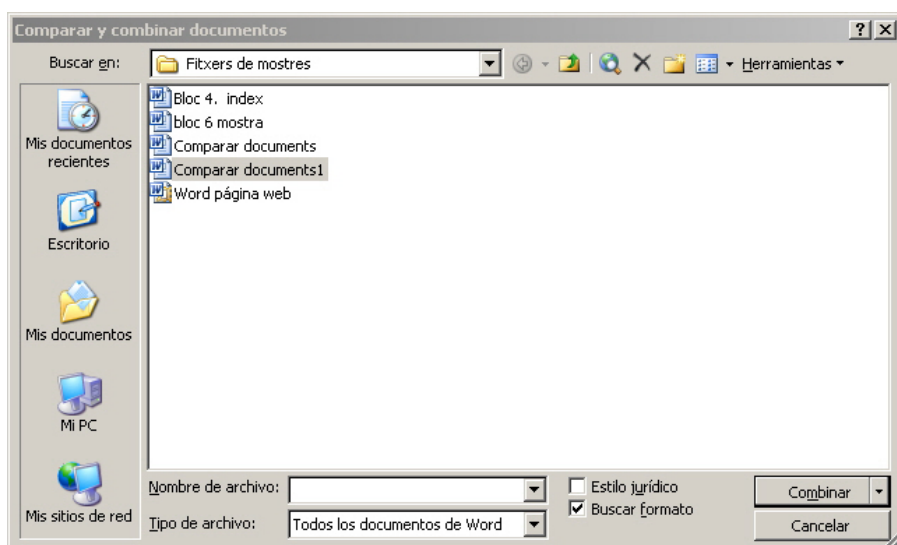 Comparar y combinar documentos
Buscar en: Fitxers de mostres Herramientas
Mis documentos recientes
Escritorio
Mis documentos
Mi PC
Mis sitios de red
Bloc 4. index
bloc 6 mostra
Comparar documents
Comparar documents1
Word página web
Nombre de archivo:
Tipo de archivo: Todos los documentos de Word
Estilo jurídico
Buscar formato
Combinar
Cancelar